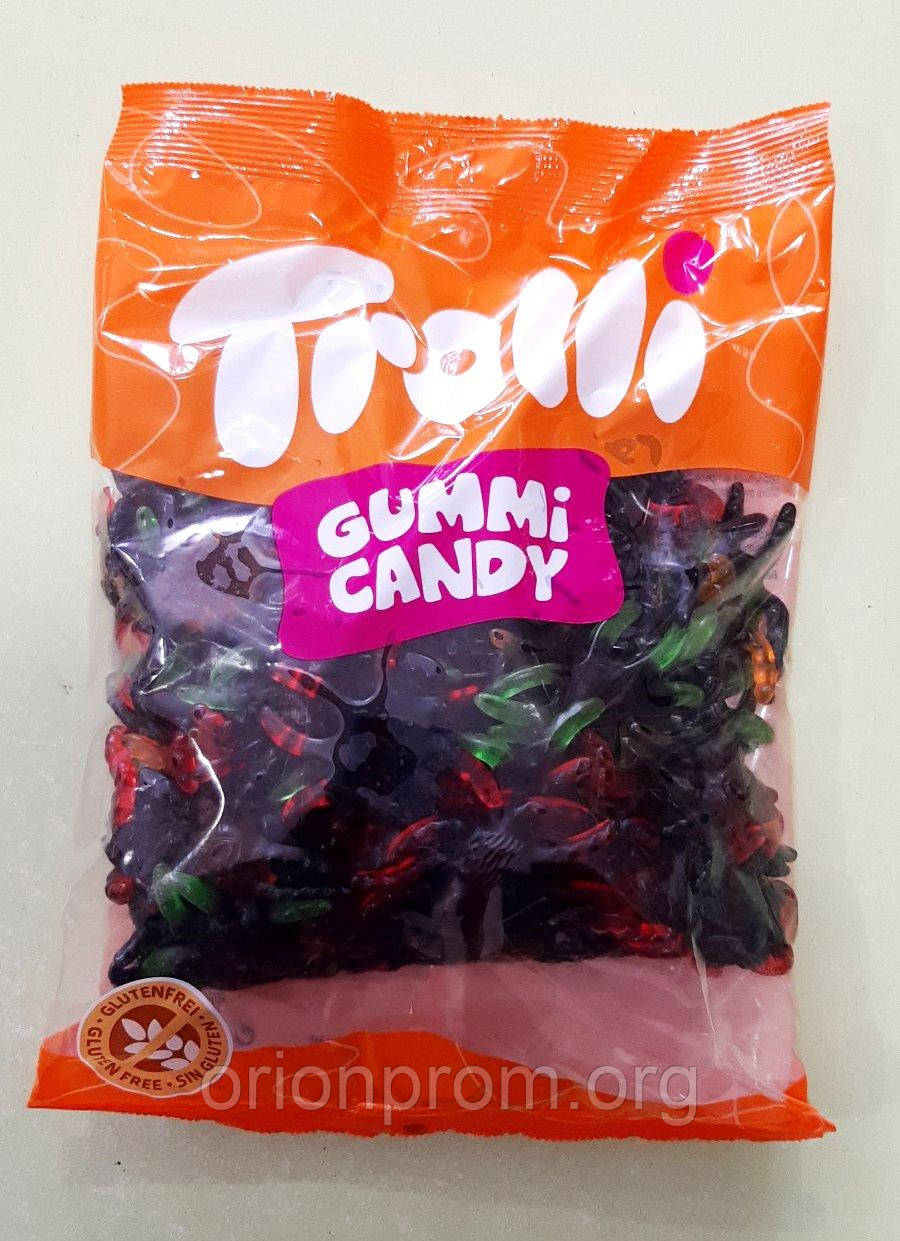 Trolli
GUMMi
CANDY
GLUTENFREI
GLUTEN FREE • SIN GLUTEN
orionprom.org